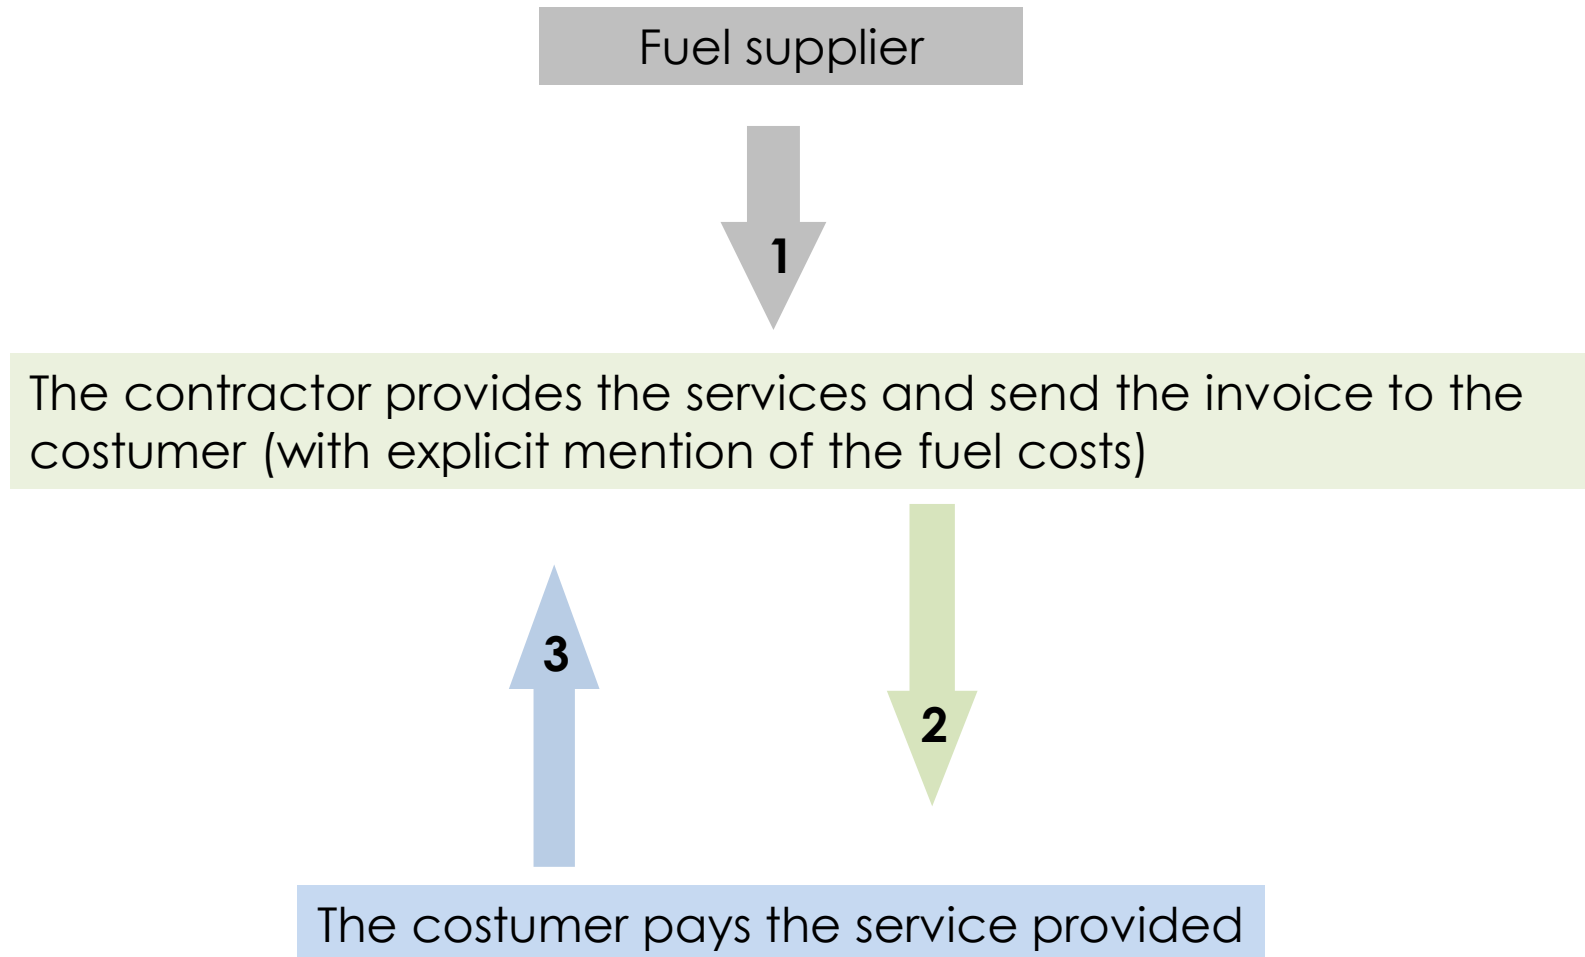 Fuel supplier
1
The contractor provides the services and send the invoice to the
costumer (with explicit mention of the fuel costs)
3
2
The costumer pays the service provided